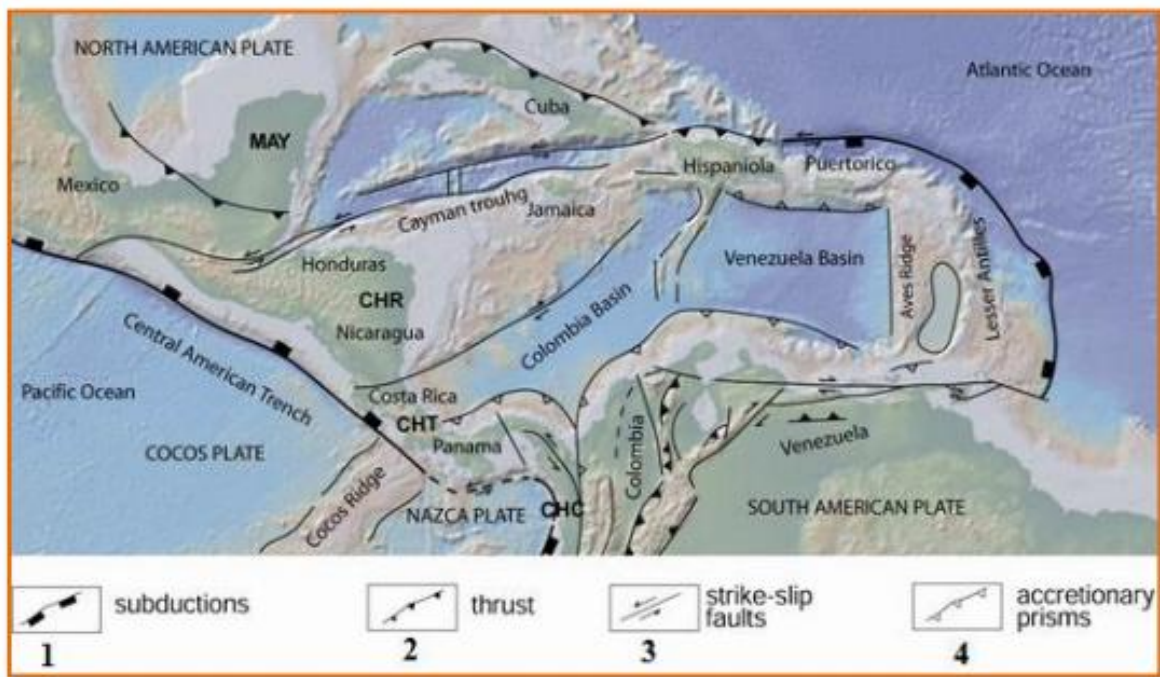 NORTH AMERICAN PLATE
Atlantic Ocean
Cuba
MAY
Mexico
Hispaniola
Puertorico
Cayman trouhg
Jamaica
Honduras
Venezuela Basin
Aves Ridge
Lesser Antilles
CHR
Nicaragua
Colombia Basin
Central American Trench
Pacific Ocean
Costa Rica
CHT
Panama
COCOS PLATE
Colombia
Venezuela
Cocos Ridge
NAZCA PLATE
CHC
SOUTH AMERICAN PLATE
subductions
thrust
strike-slip
faults
accretionary
prisms
1
2
3
4